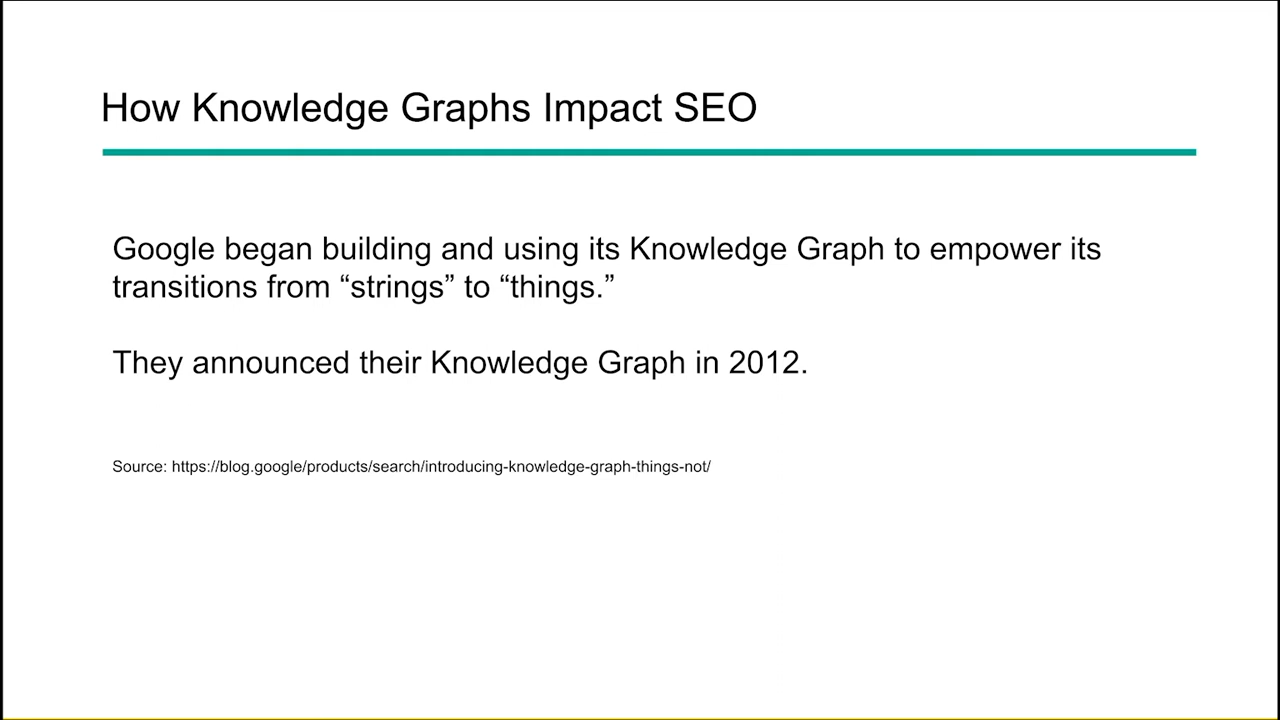 How Knowledge Graphs Impact SEO
Google began building and using its Knowledge Graph to empower its
transitions from “strings” to “things.”
They announced their Knowledge Graph in 2012.
Source: https://blog.google/products/search/introducing-knowledge-graph-things-not/